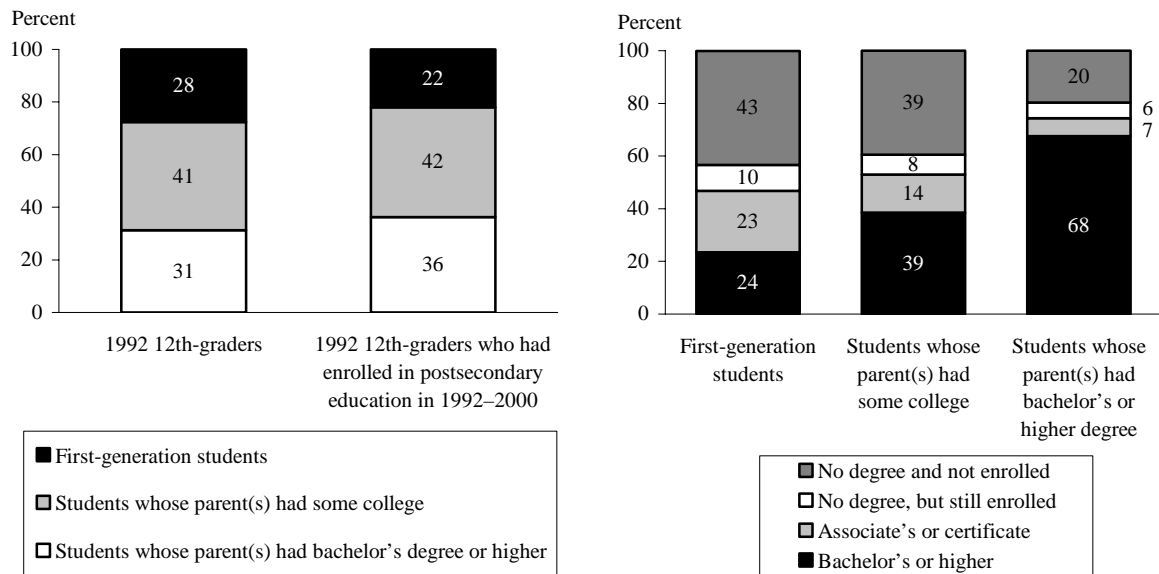 Percent
100
80
60
40
20
0
28
41
31
22
42
36
1992 12th-graders
1992 12th-graders who had
enrolled in postsecondary
education in 1992–2000
First-generation students
Students whose parent(s) had some college
Students whose parent(s) had bachelor’s degree or higher
Percent
100
80
60
40
20
0
43
10
23
24
39
8
14
39
20
6
7
68
First-generation
students
Students whose
parent(s) had
some college
Students whose
parent(s) had
bachelor’s or
higher degree
No degree and not enrolled
No degree, but still enrolled
Associate’s or certificate
Bachelor’s or higher